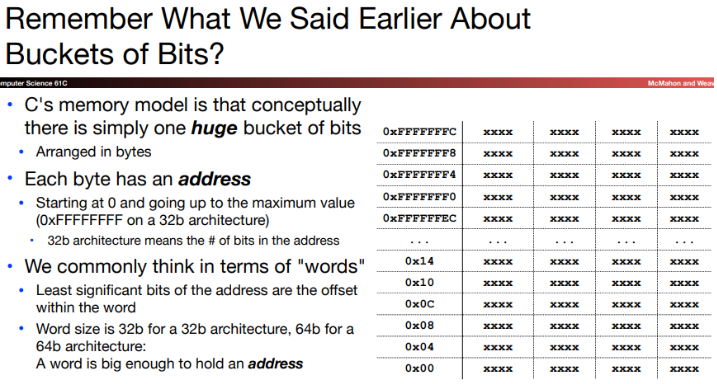 Remember What We Said Earlier About
Buckets of Bits?
mputer Science 61C
McMahon and Weav
• C's memory model is that conceptually
there is simply one huge bucket of bits
• Arranged in bytes
• Each byte has an address
• Starting at 0 and going up to the maximum value
(0xFFFFFFFF on a 32b architecture)
• 32b architecture means the # of bits in the address
• We commonly think in terms of "words"
• Least significant bits of the address are the offset
within the word
• Word size is 32b for a 32b architecture, 64b for a
64b architecture:
A word is big enough to hold an address
0xFFFFFFFC xxxx xxxx xxxx xxxx
0xFFFFFFF8 xxxx xxxx xxxx xxxx
0xFFFFFFF4 xxxx xxxx xxxx xxxx
0xFFFFFFF0 xxxx xxxx xxxx xxxx
0xFFFFFFEC xxxx xxxx xxxx xxxx
... ... ... ... ...
0x14 xxxx xxxx xxxx xxxx
0x10 xxxx xxxx xxxx xxxx
0x0C xxxx xxxx xxxx xxxx
0x08 xxxx xxxx xxxx xxxx
0x04 xxxx xxxx xxxx xxxx
0x00 xxxx xxxx xxxx xxxx